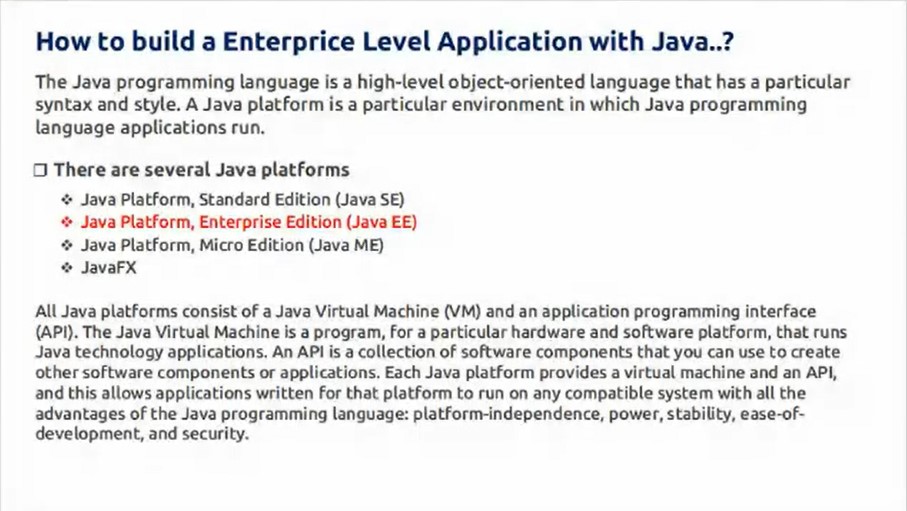 How to build a Enterprice Level Application with Java..?
The Java programming language is a high-level object-oriented language that has a particular
syntax and style. A Java platform is a particular environment in which Java programming
language applications run.
❐ There are several Java platforms
❖ Java Platform, Standard Edition (Java SE)
❖ Java Platform, Enterprise Edition (Java EE)
❖ Java Platform, Micro Edition (Java ME)
❖ JavaFX
All Java platforms consist of a Java Virtual Machine (VM) and an application programming interface
(API). The Java Virtual Machine is a program, for a particular hardware and software platform, that runs
Java technology applications. An API is a collection of software components that you can use to create
other software components or applications. Each Java platform provides a virtual machine and an API,
and this allows applications written for that platform to run on any compatible system with all the
advantages of the Java programming language: platform-independence, power, stability, ease-of-
development, and security.